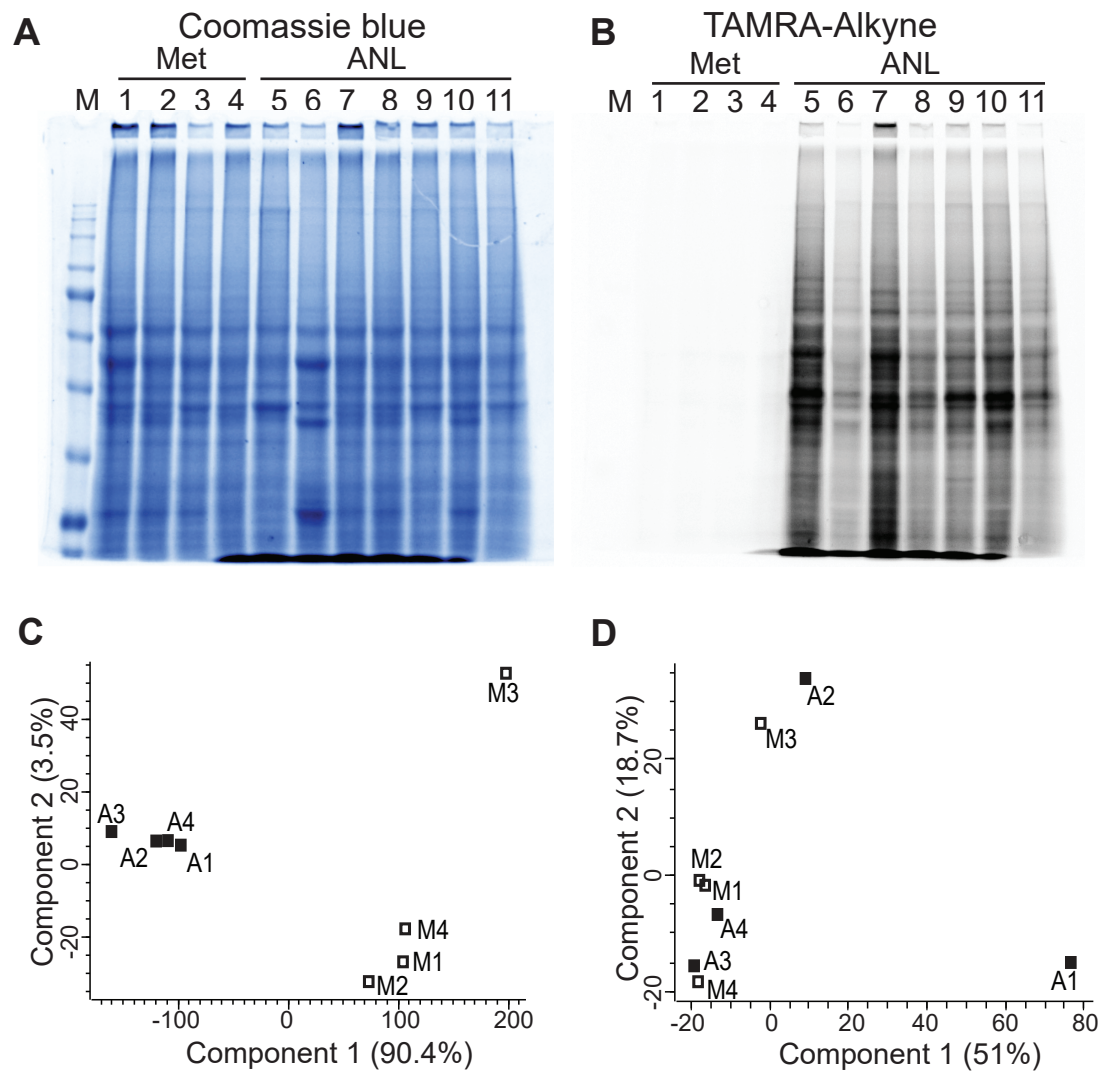 A
Coomassie blue
Met
ANL
M 1 2 3 4 5 6 7 8 9 10 11
B
TAMRA-Alkyne
Met
ANL
M 1 2 3 4 5 6 7 8 9 10 11
C
Component 2 (3.5%)
40
20
0
-20
M3
A3
A4
A2
A1
M4
M1
M2
-100 0 100 200
Component 1 (90.4%)
D
Component 2 (18.7%)
20
0
-20
A2
M3
M2
M1
A4
A3
M4
A1
-20 0 20 40 60 80
Component 1 (51%)